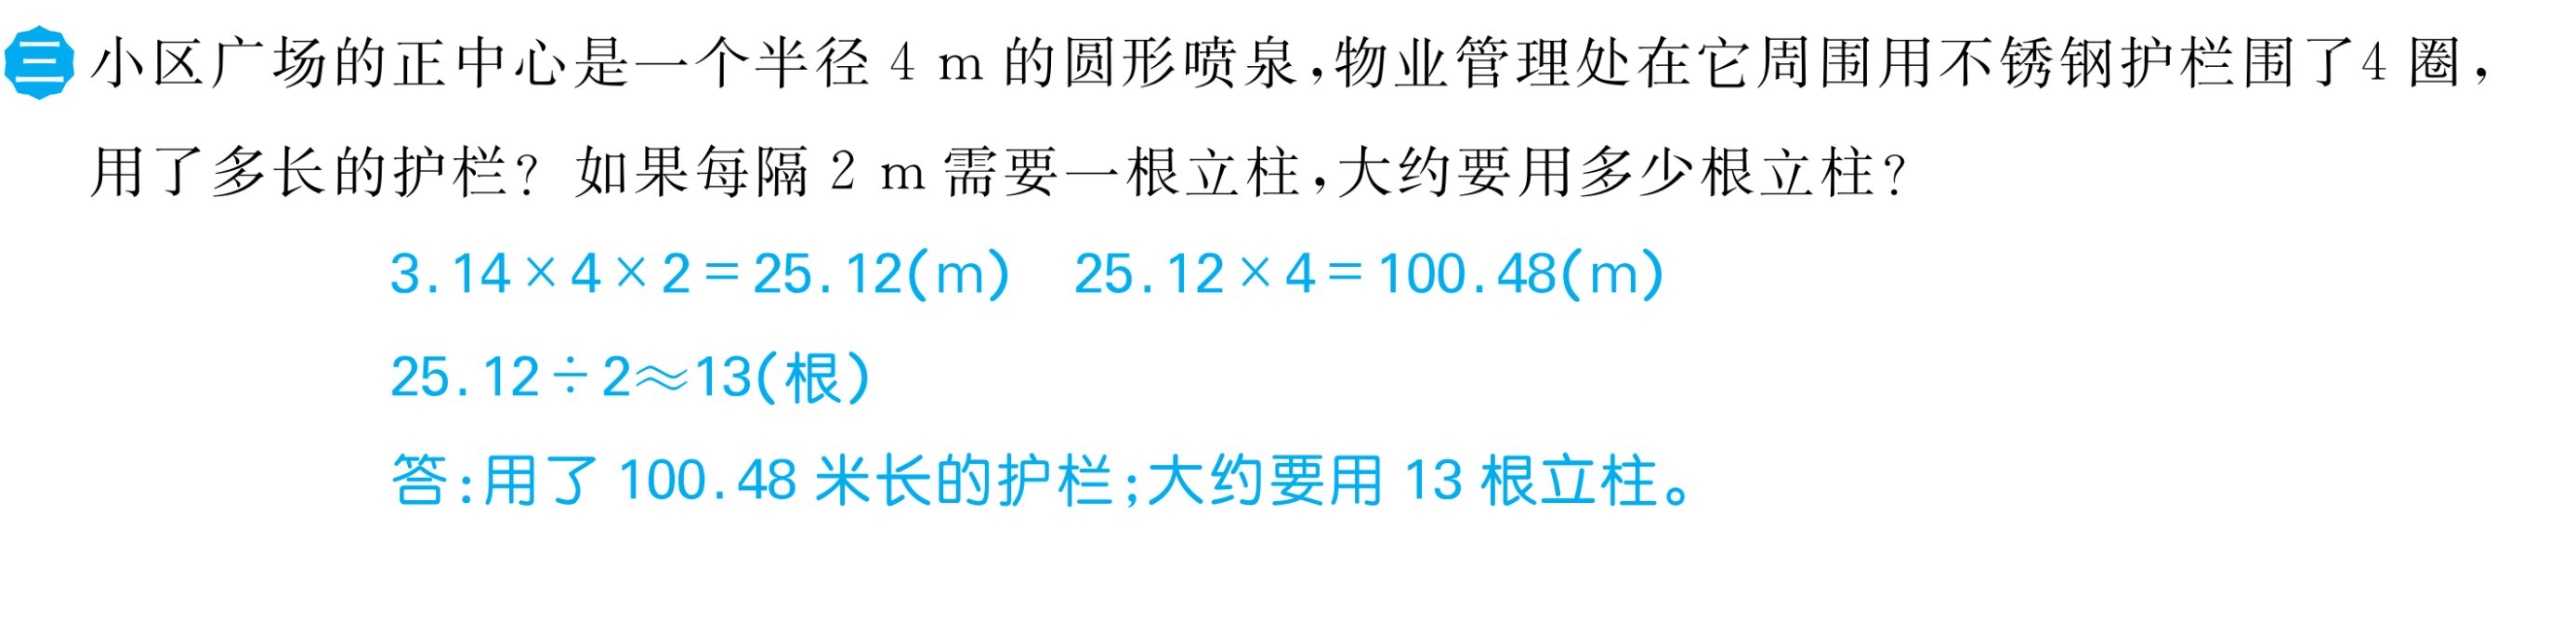 三 小区广场的正中心是一个半径 4 m 的圆形喷泉,物业管理处在它周围用不锈钢护栏围了4 圈,
用了多长的护栏? 如果每隔 2 m 需要一根立柱,大约要用多少根立柱?
3.14×4×2=25.12(m) 25.12×4=100.48(m)
25.12÷2≈13(根)
答:用了 100.48 米长的护栏;大约要用 13 根立柱。